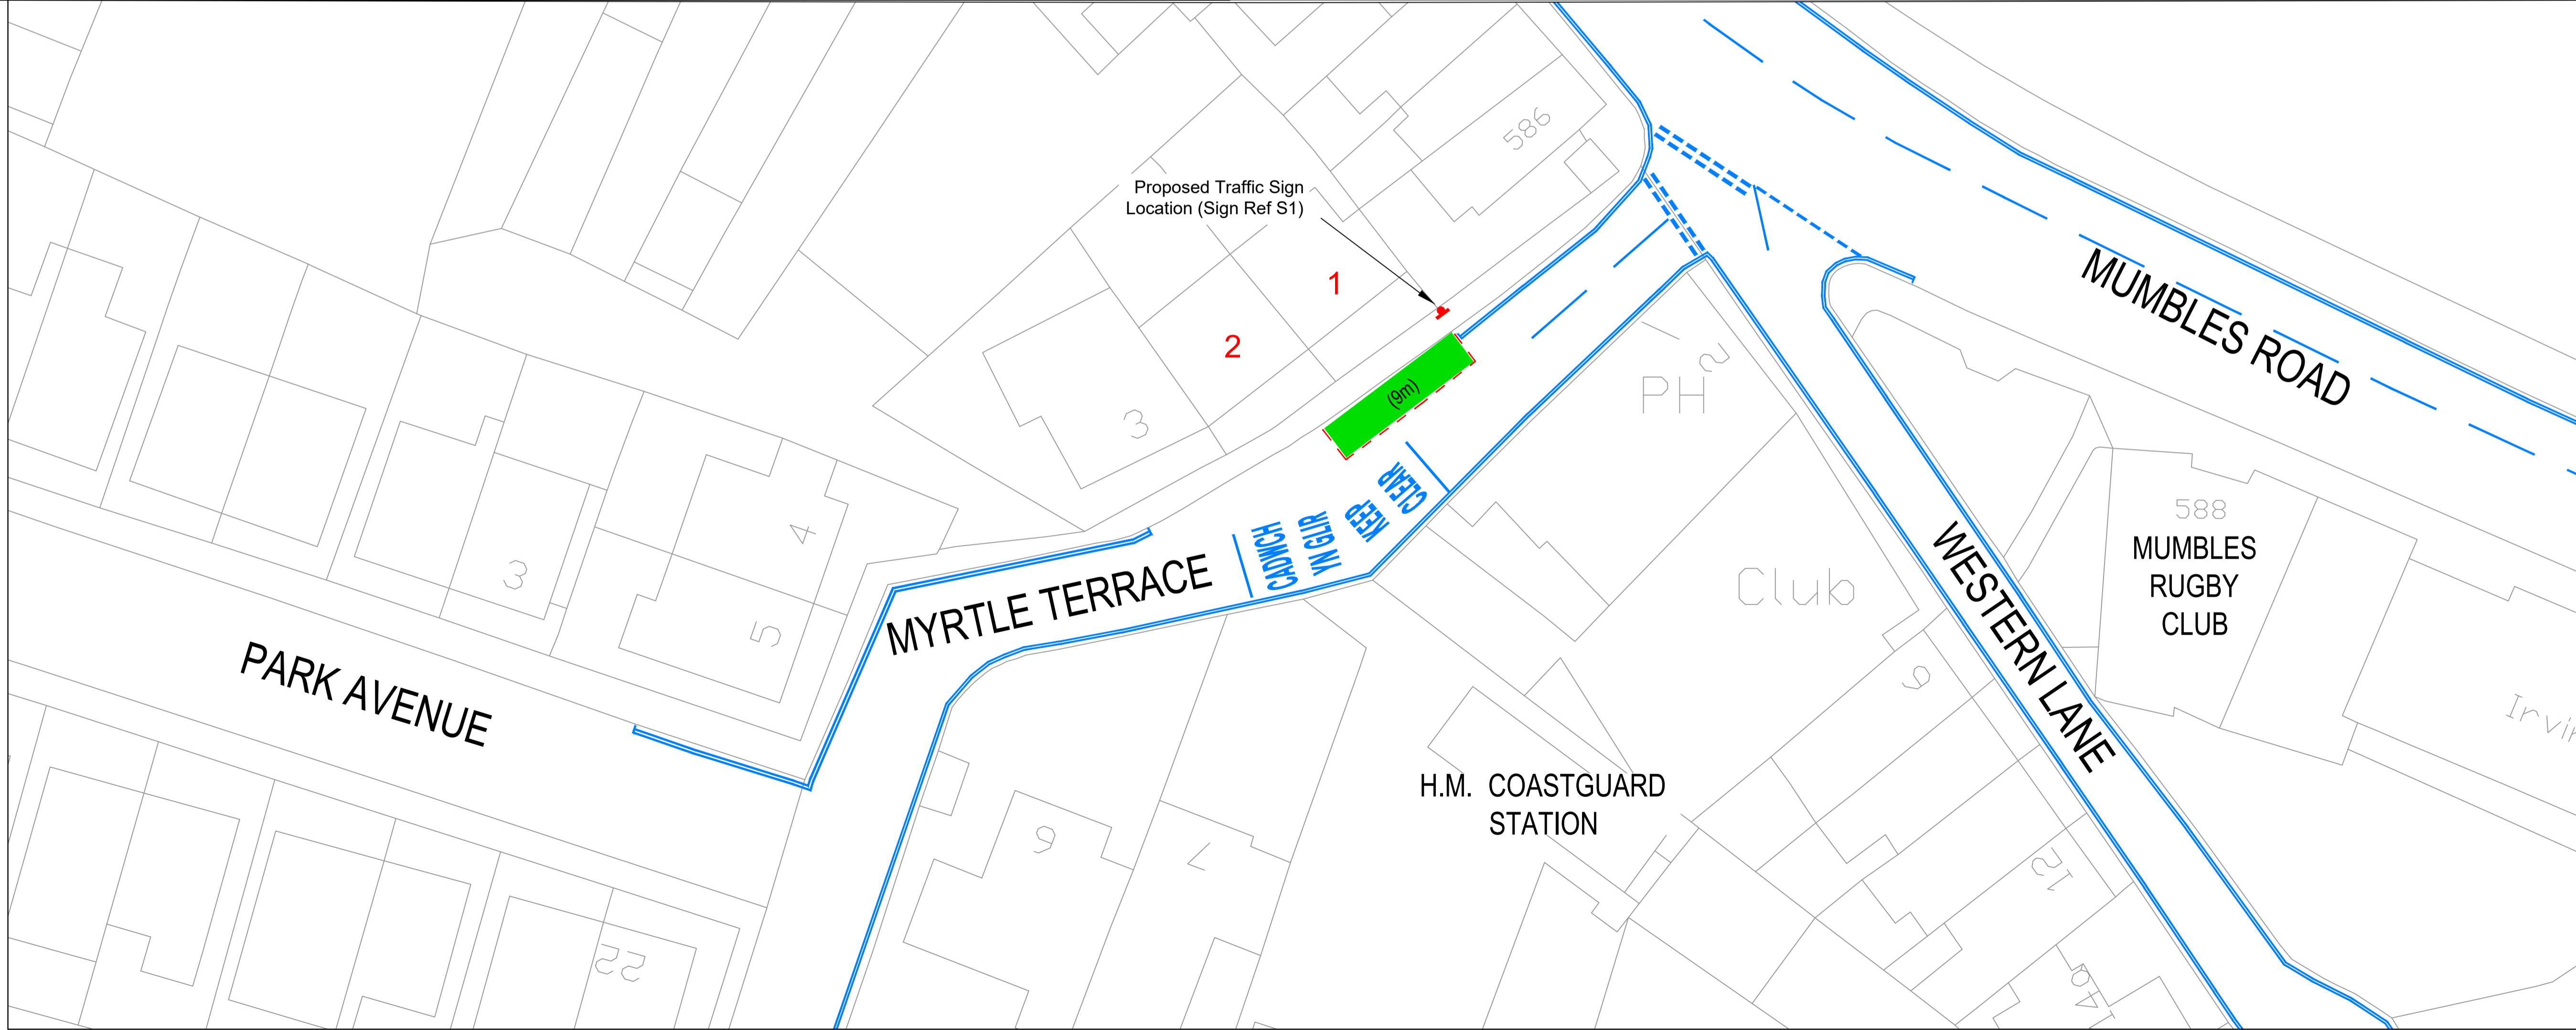 586
Proposed Traffic Sign
Location (Sign Ref S1)
1
2
3
(9m)
PH
2
MUMBLES ROAD
CADWCH
YN GLIR
KEEP
CLEAR
MYRTLE TERRACE
3
4
5
PARK AVENUE
Club
588
MUMBLES
RUGBY
CLUB
WESTERN LANE
9
H.M. COASTGUARD
STATION
6
7
12
22